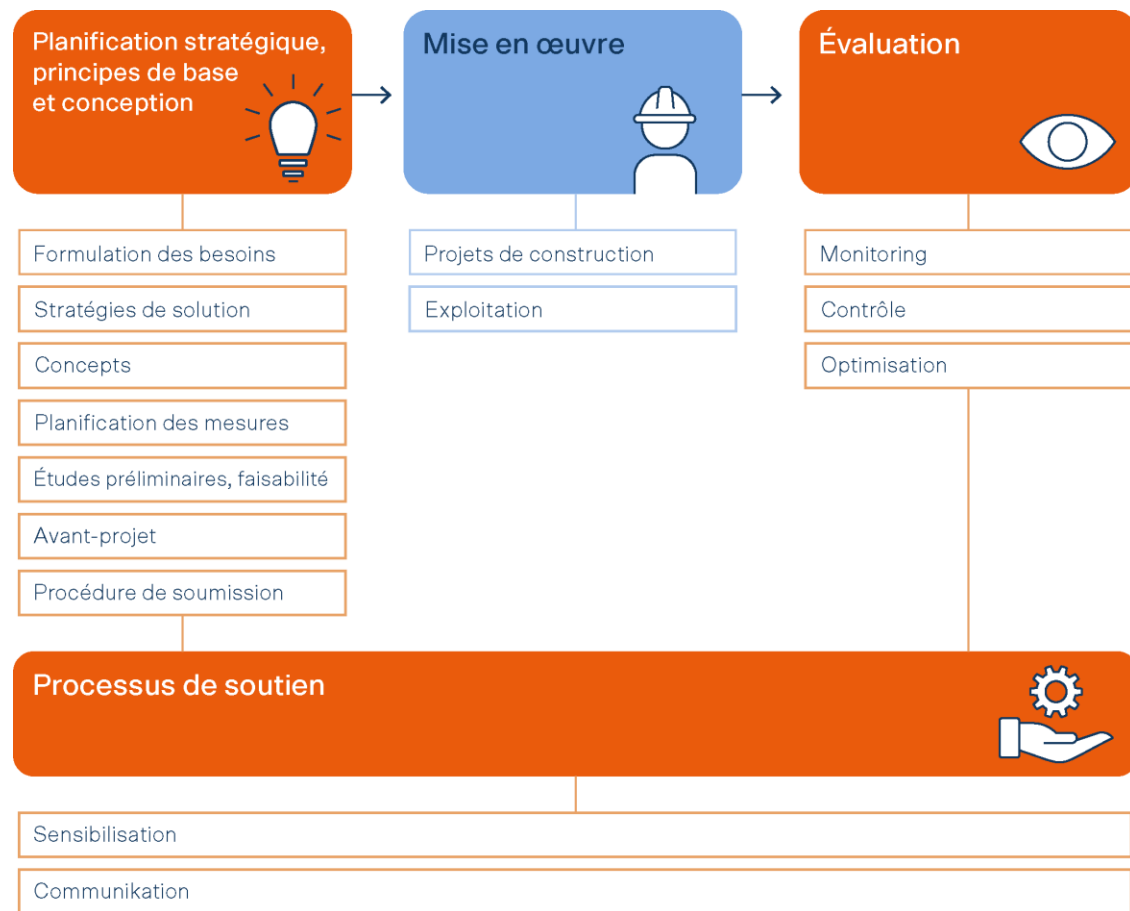 Planification stratégique,
principes de base
et conception
Mise en œuvre
Évaluation
Formulation des besoins
Stratégies de solution
Concepts
Planification des mesures
Études préliminaires, faisabilité
Avant-projet
Procédure de soumission
Projets de construction
Exploitation
Monitoring
Contrôle
Optimisation
Processus de soutien
Sensibilisation
Communikation